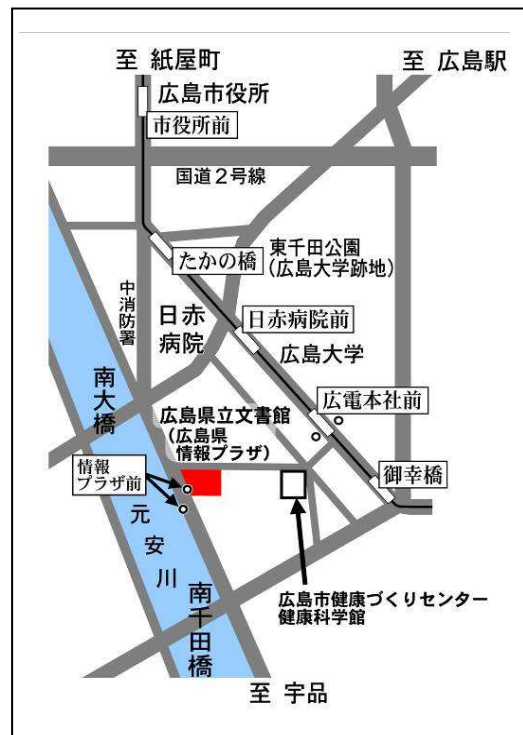 至 紙屋町
至 広島駅
広島市役所
市役所前
国道2号線
たかの橋
東千田公園
(広島大学跡地)
中消防署
日赤
病院
日赤病院前
広島大学
南大橋
広島県立文書館
(広島県
情報プラザ)
広電本社前
情報
プラザ前
御幸橋
元安川
南千田橋
広島市健康づくりセンター
健康科学館
至 宇品